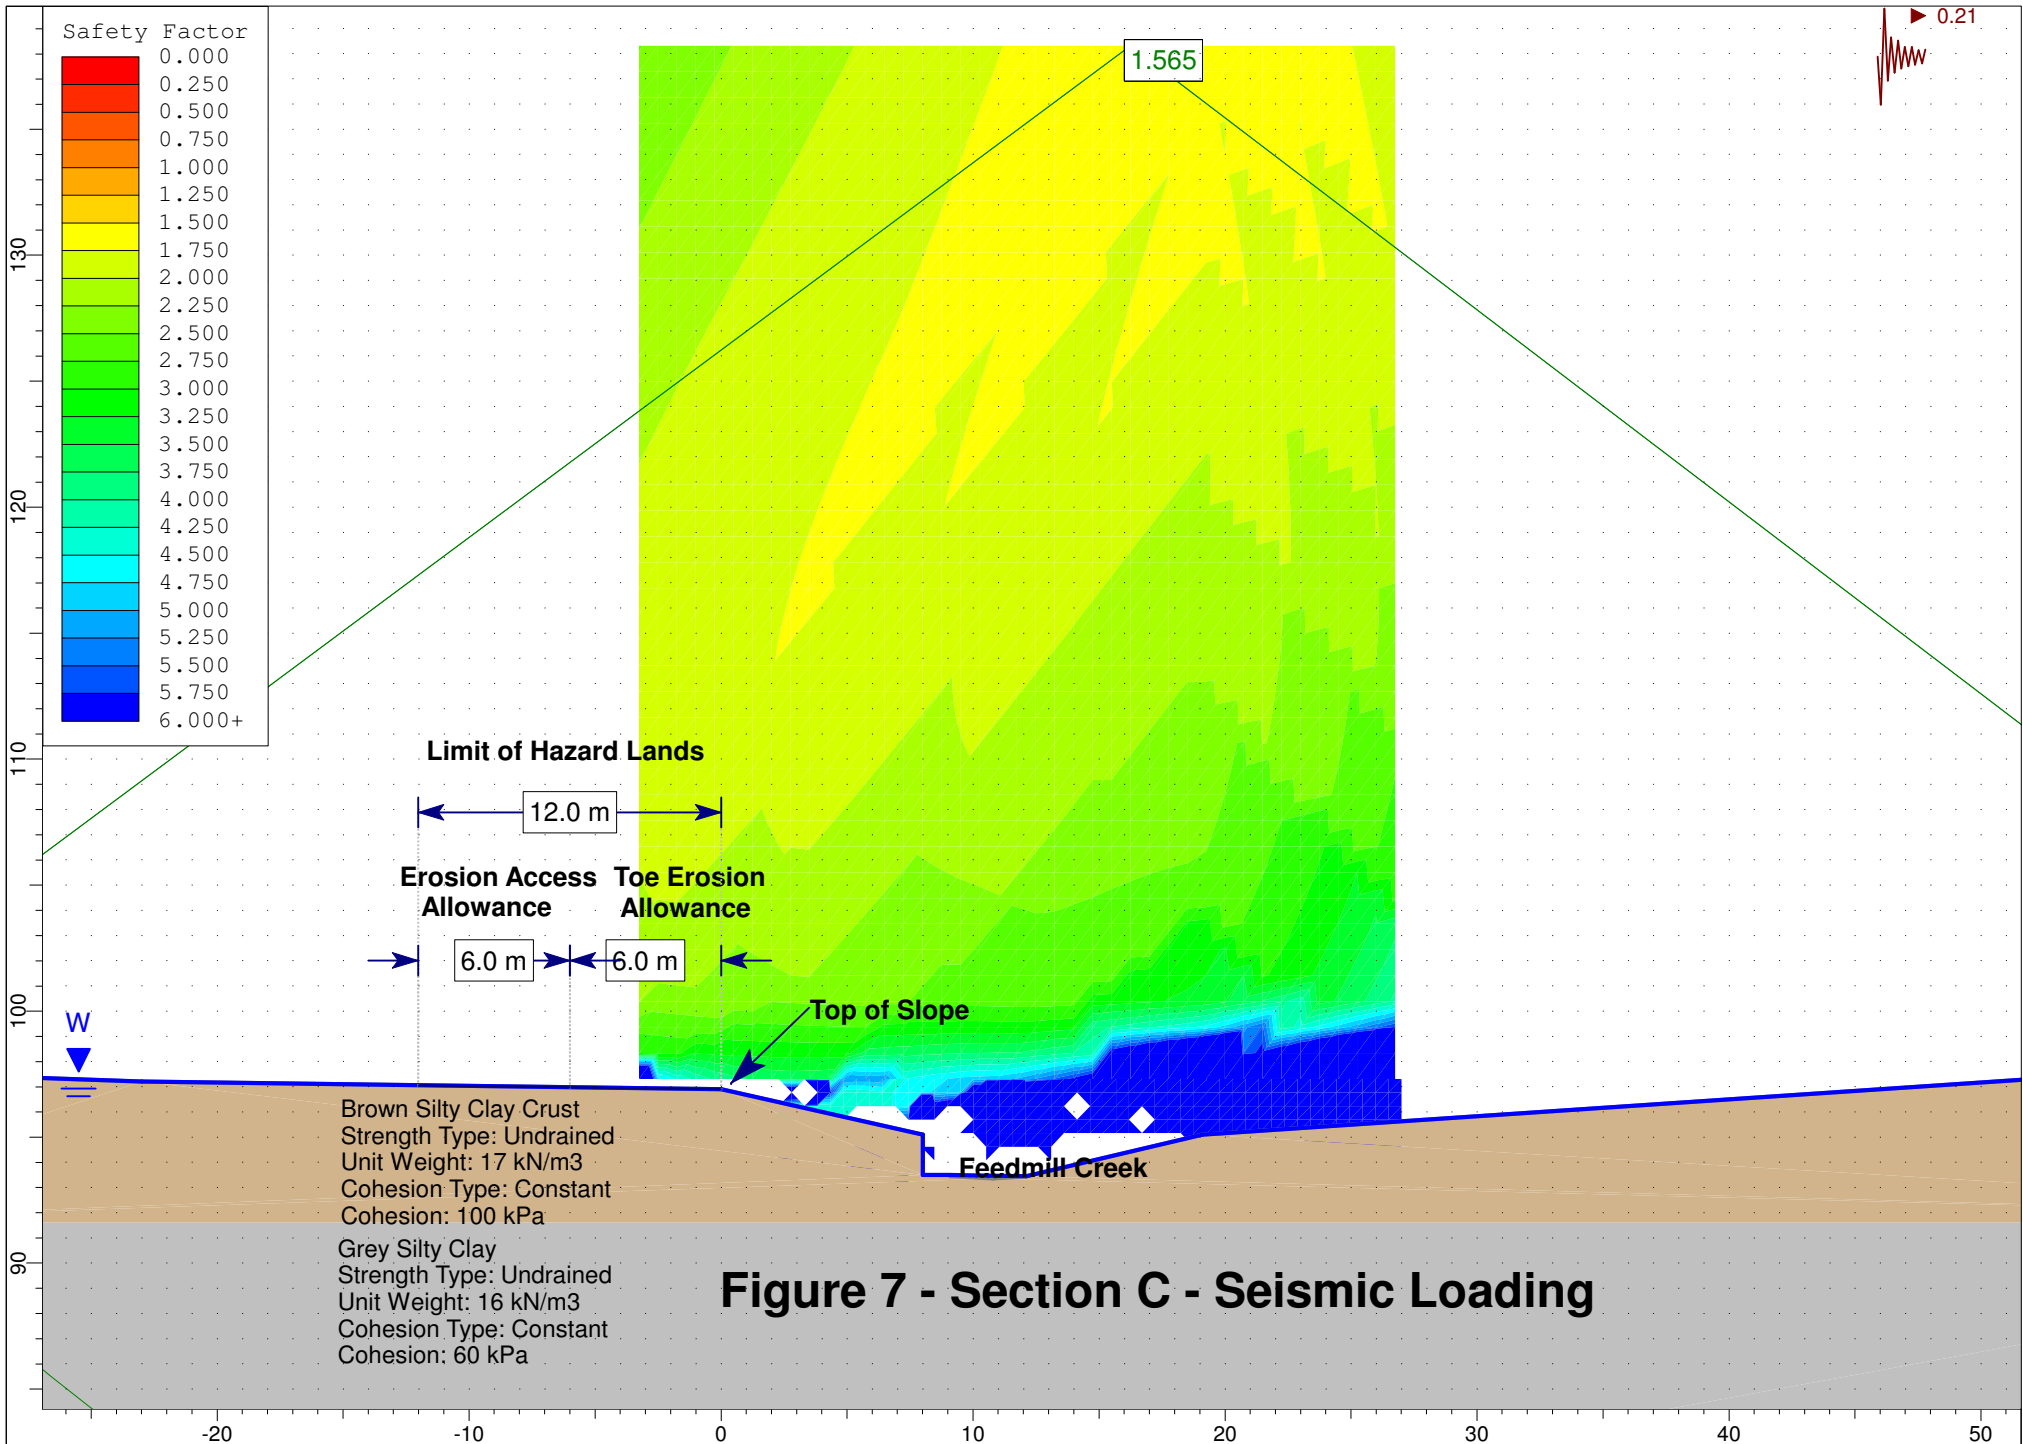 Safety Factor
0.000
0.250
0.500
0.750
1.000
1.250
1.500
1.750
2.000
2.250
2.500
2.750
3.000
3.250
3.500
3.750
4.000
4.250
4.500
4.750
5.000
5.250
5.500
5.750
6.000+
1.565
0.21
130
120
110
100
90
Limit of Hazard Lands
12.0 m
Erosion Access
Allowance
Toe Erosion
Allowance
6.0 m
6.0 m
Top of Slope
W
Brown Silty Clay Crust
Strength Type: Undrained
Unit Weight: 17 kN/m3
Cohesion Type: Constant
Cohesion: 100 kPa
Feedmill Creek
Grey Silty Clay
Strength Type: Undrained
Unit Weight: 16 kN/m3
Cohesion Type: Constant
Cohesion: 60 kPa
Figure 7 - Section C - Seismic Loading
-20
-10
0
10
20
30
40
50